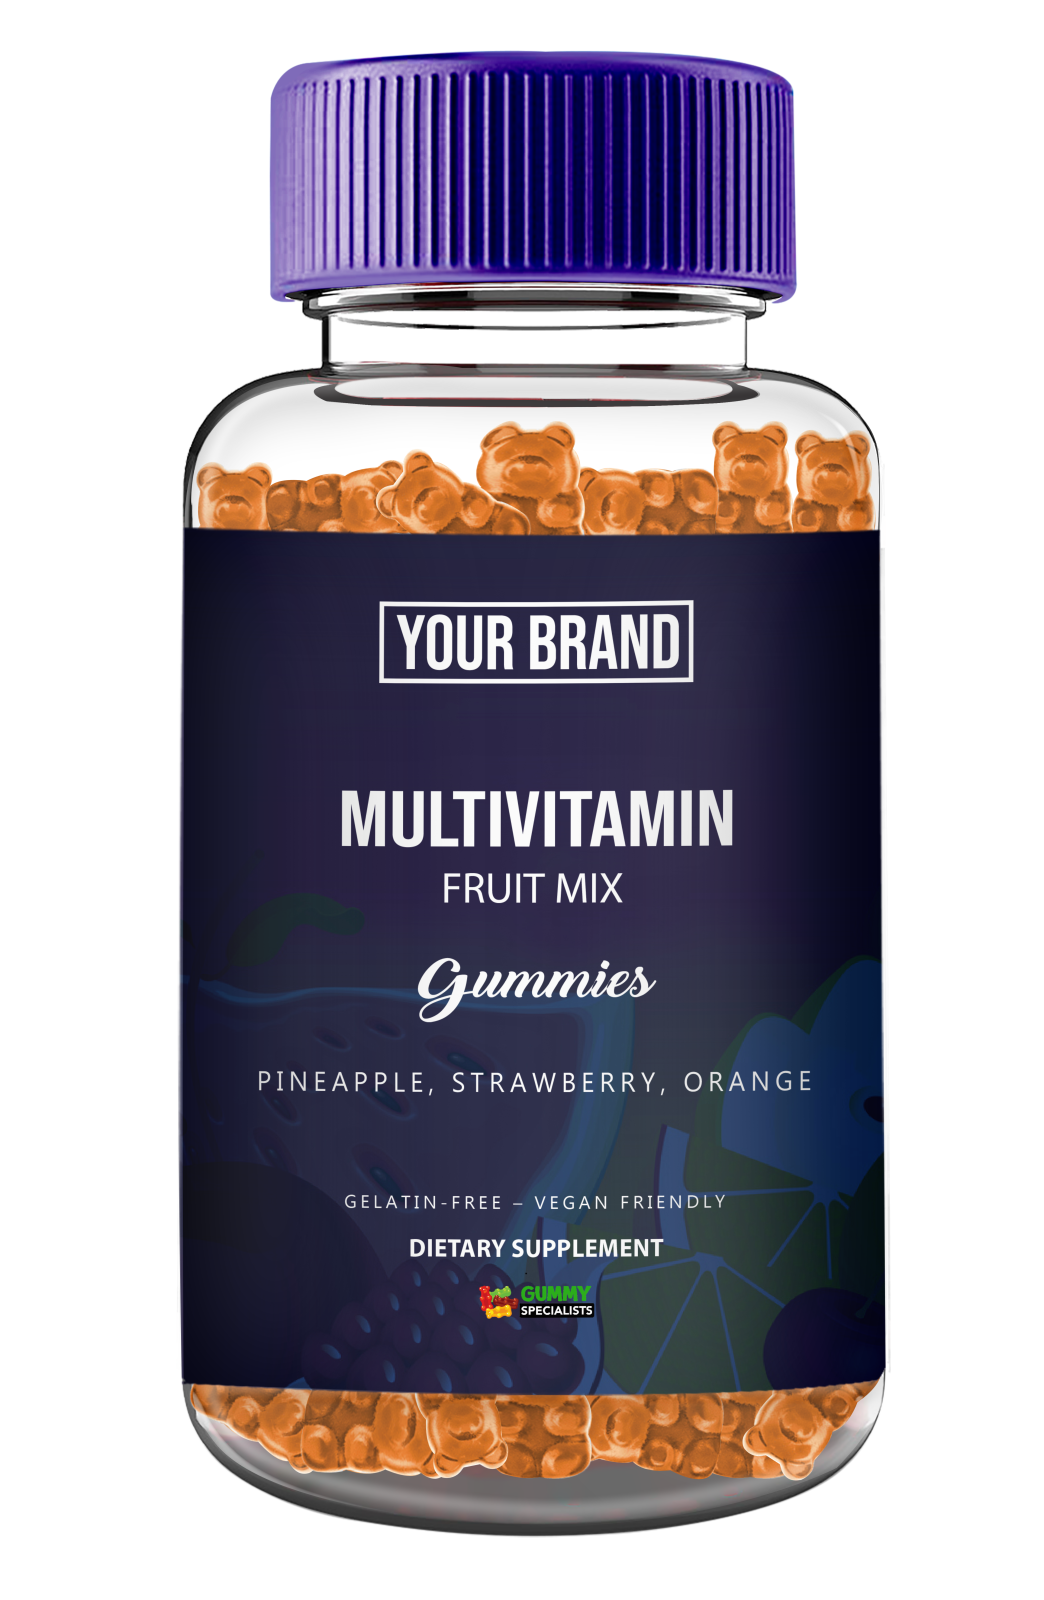 YOUR BRAND
MULTIVITAMIN
FRUIT MIX
Gummies
PINEAPPLE, STRAWBERRY, ORANGE
GELATIN-FREE – VEGAN FRIENDLY
DIETARY SUPPLEMENT
GUMMY
SPECIALISTS